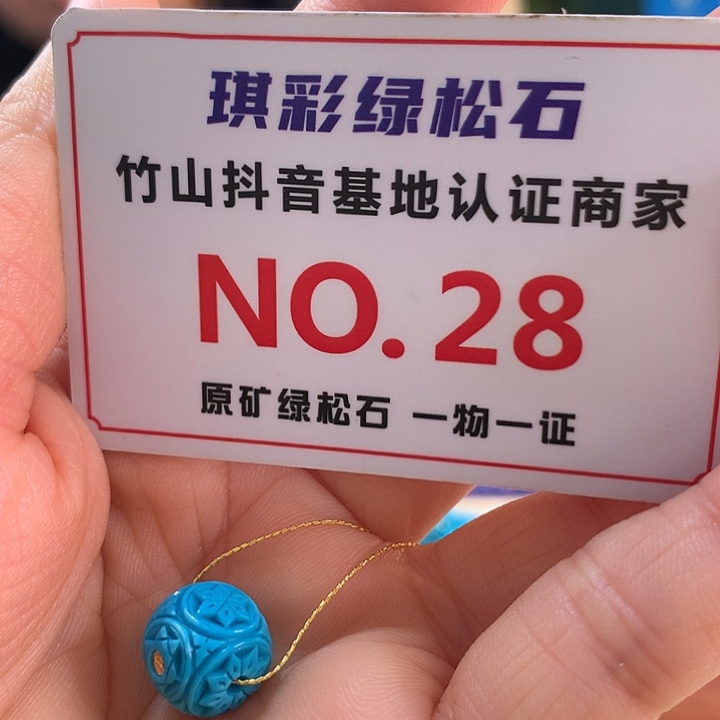 琪彩绿松石
竹山抖音基地认证商家
NO. 28
原矿绿松石 一物一证